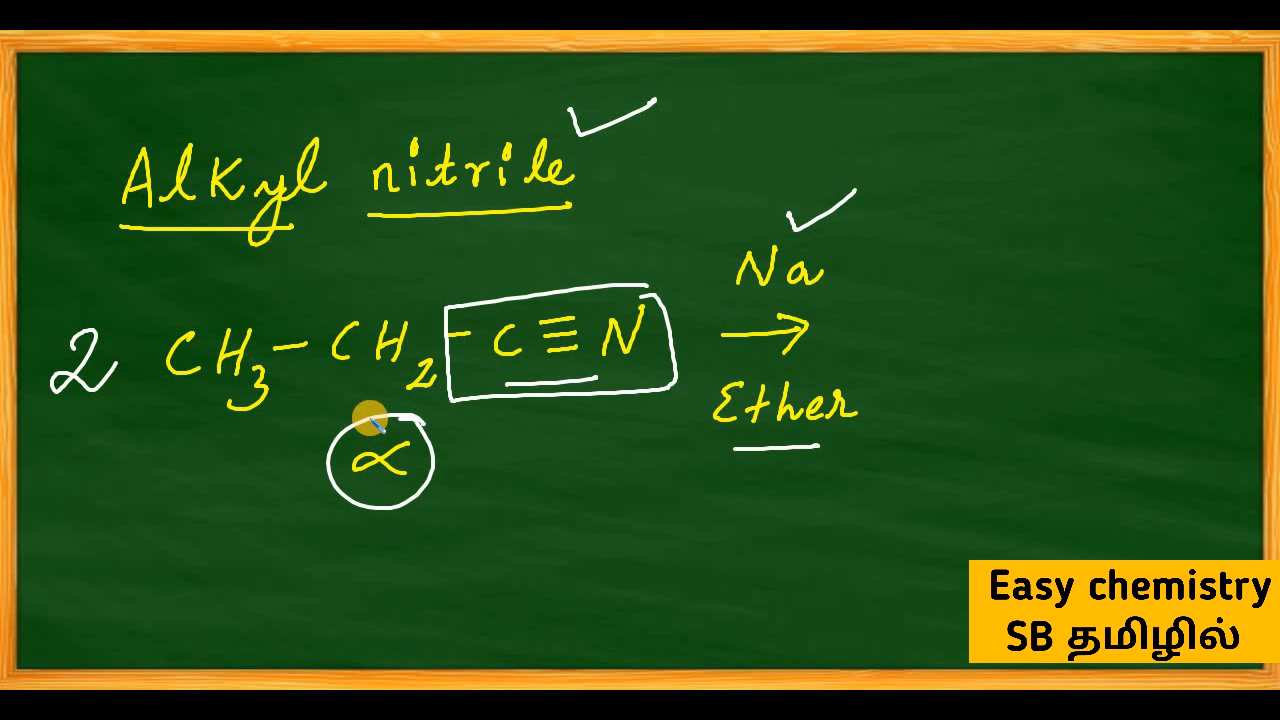 Alkyl nitrile
Na
2 CH₃ - CH₂ - C ≡ N →
Ether
α
Easy chemistry
SB தமிழில்